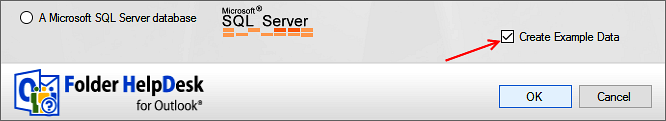 A Microsoft SQL Server database
Microsoft®
SQL Server
Create Example Data
Folder HelpDesk
for Outlook®
OK
Cancel